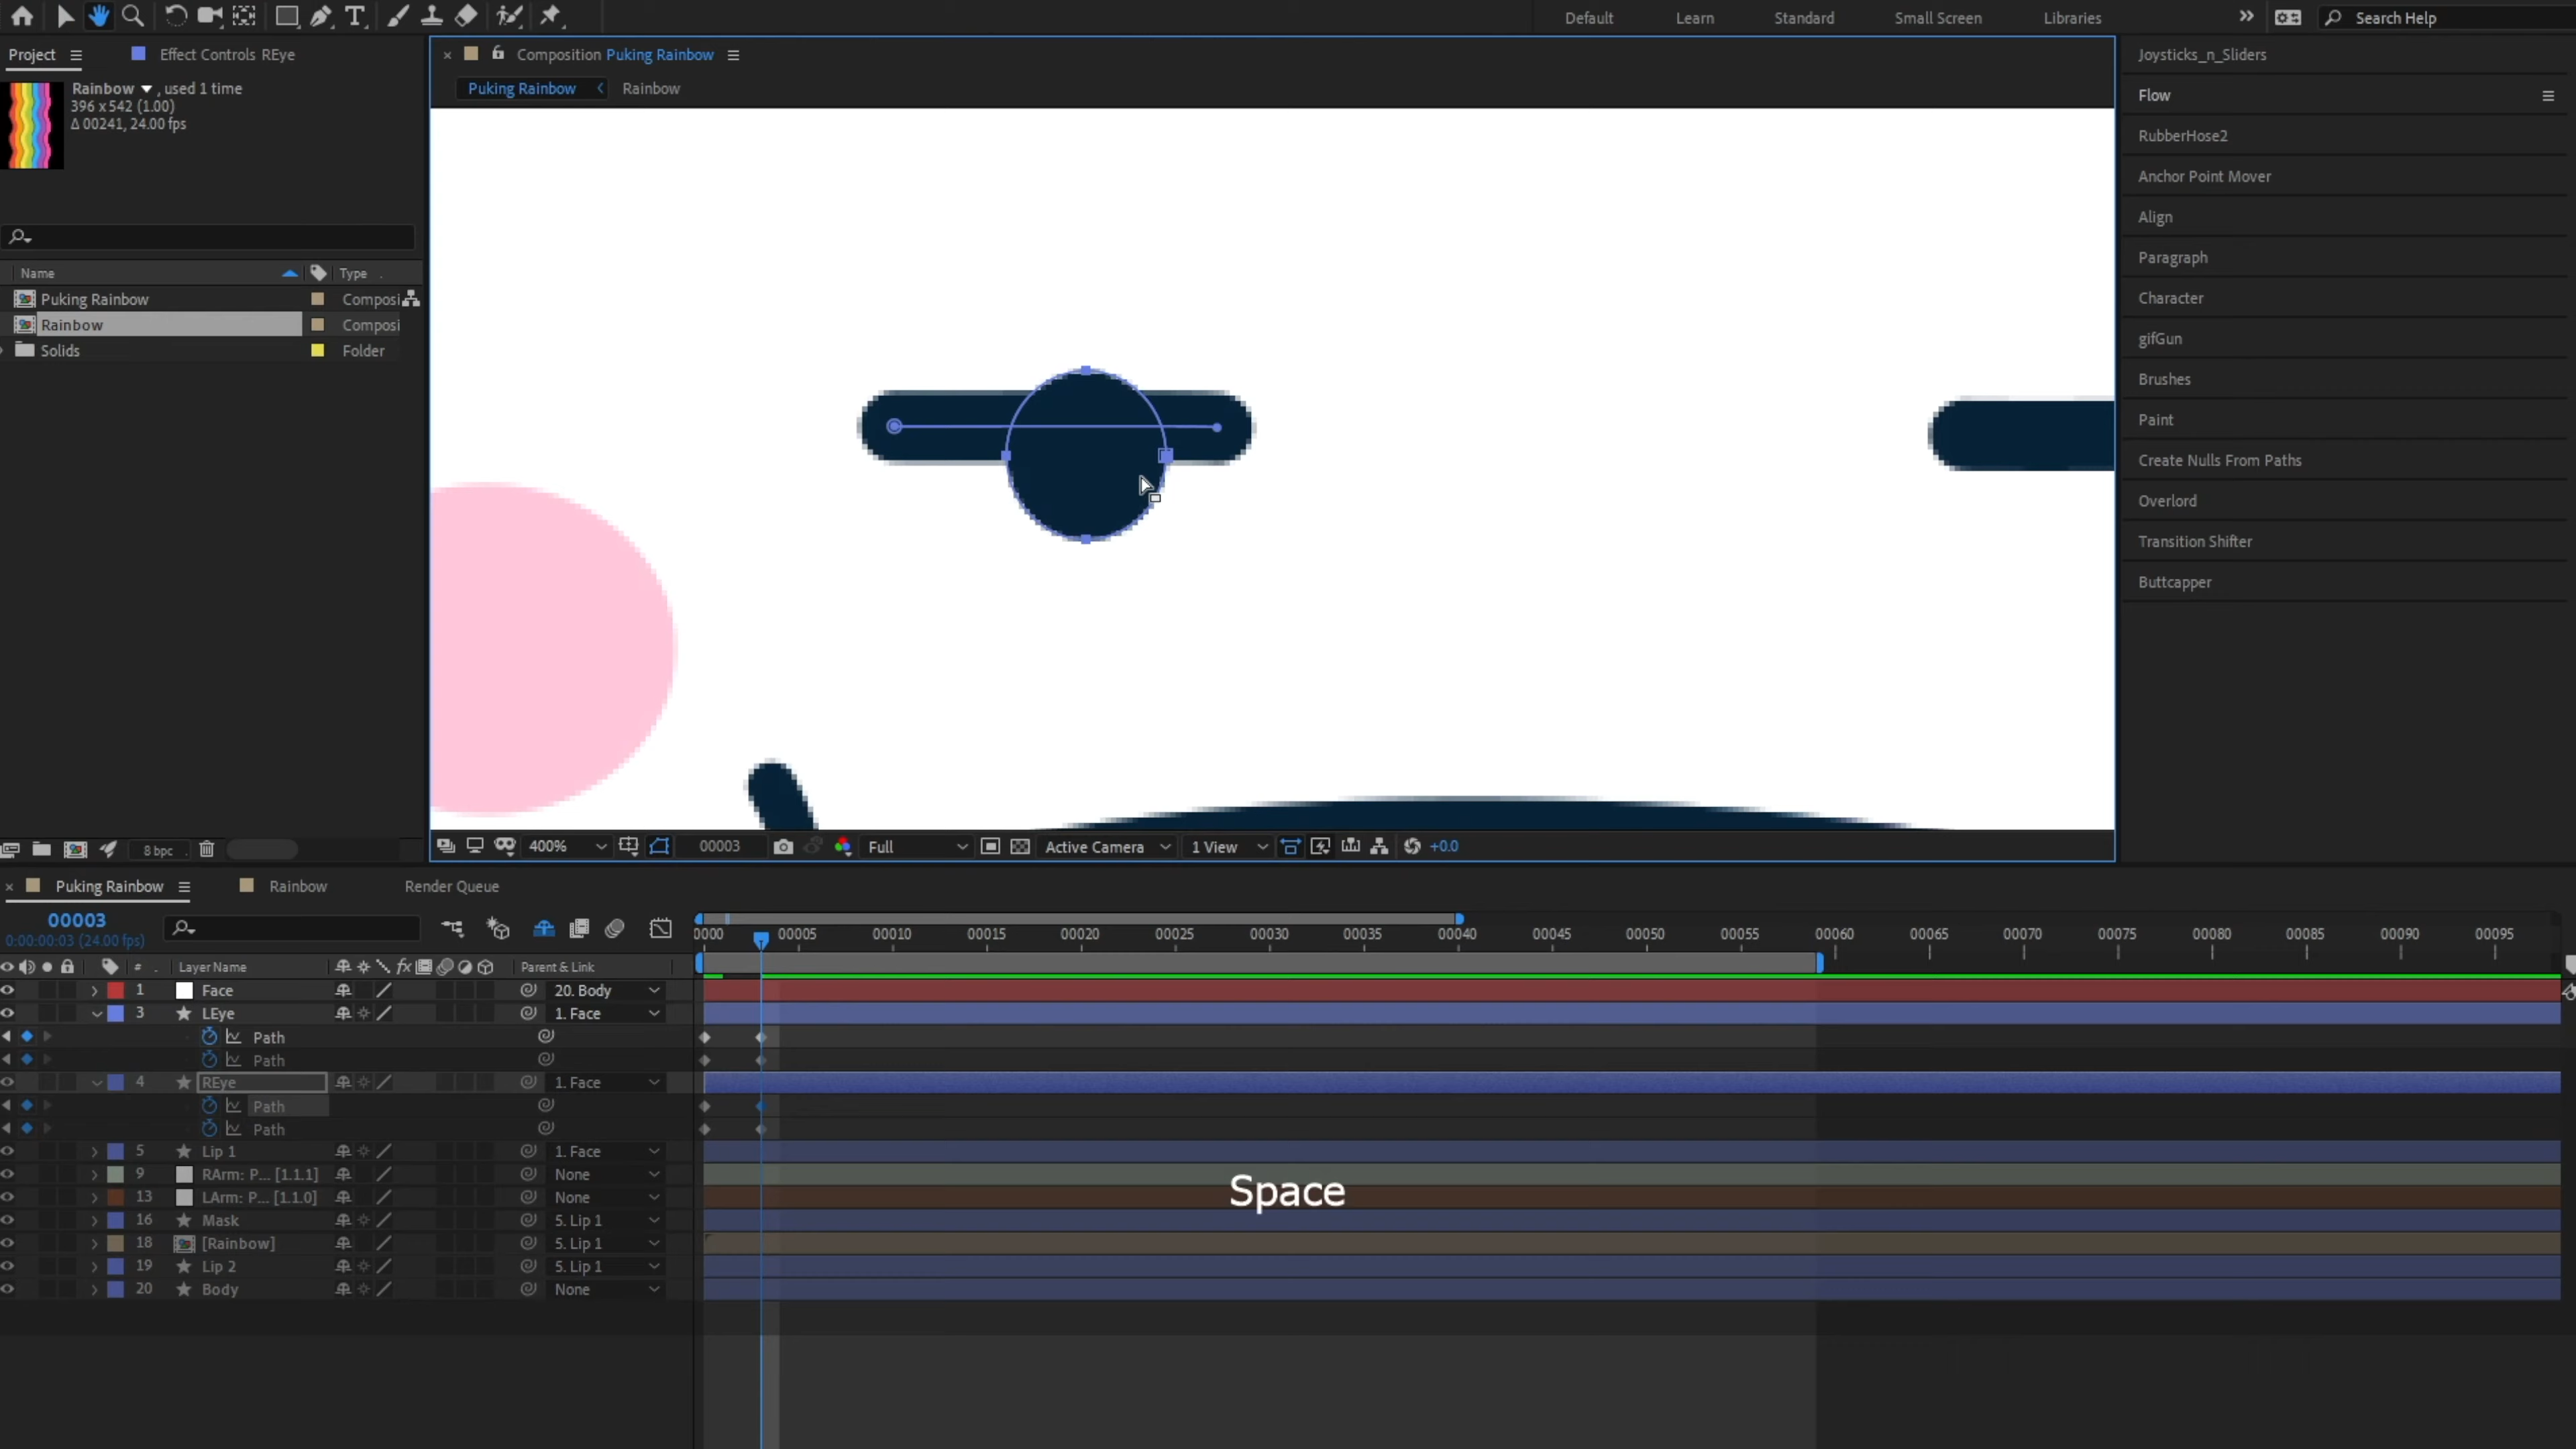 Default Learn Standard Small Screen Libraries Search Help
Project Effect Controls REye
Rainbow , used 1 time
396 x 542 (1.00)
Δ 00241, 24.00 fps
Name Type
Puking Rainbow Composi
Rainbow Composi
Solids Folder
8 bpc
Composition Puking Rainbow
Puking Rainbow Rainbow
400% 00003 Full Active Camera 1 View +0.0
Joysticks_n_Sliders
Flow
RubberHose2
Anchor Point Mover
Align
Paragraph
Character
gifGun
Brushes
Paint
Create Nulls From Paths
Overlord
Transition Shifter
Buttcapper
Puking Rainbow Rainbow Render Queue
00003
0:00:00:03 (24.00 fps)
0000 00005 00010 00015 00020 00025 00030 00035 00040 00045 00050 00055 00060 00065 00070 00075 00080 00085 00090 00095
# Layer Name fx Parent & Link
1 Face 20. Body
3 LEye 1. Face
Path
Path
4 REye 1. Face
Path
Path
5 Lip 1 1. Face
9 RArm: P... [1.1.1] None
13 LArm: P... [1.1.0] None
16 Mask 5. Lip 1
18 [Rainbow] 5. Lip 1
19 Lip 2 5. Lip 1
20 Body None
Space